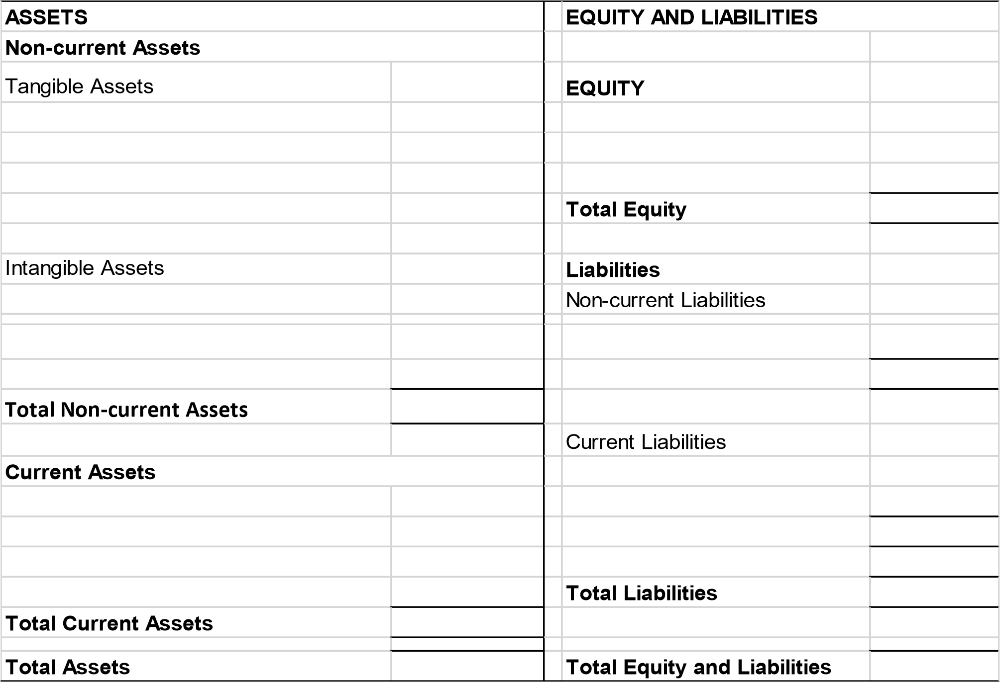 ASSETS
EQUITY AND LIABILITIES
Non-current Assets
Tangible Assets
EQUITY
Total Equity
Intangible Assets
Liabilities
Non-current Liabilities
Total Non-current Assets
Current Liabilities
Current Assets
Total Liabilities
Total Current Assets
Total Assets
Total Equity and Liabilities